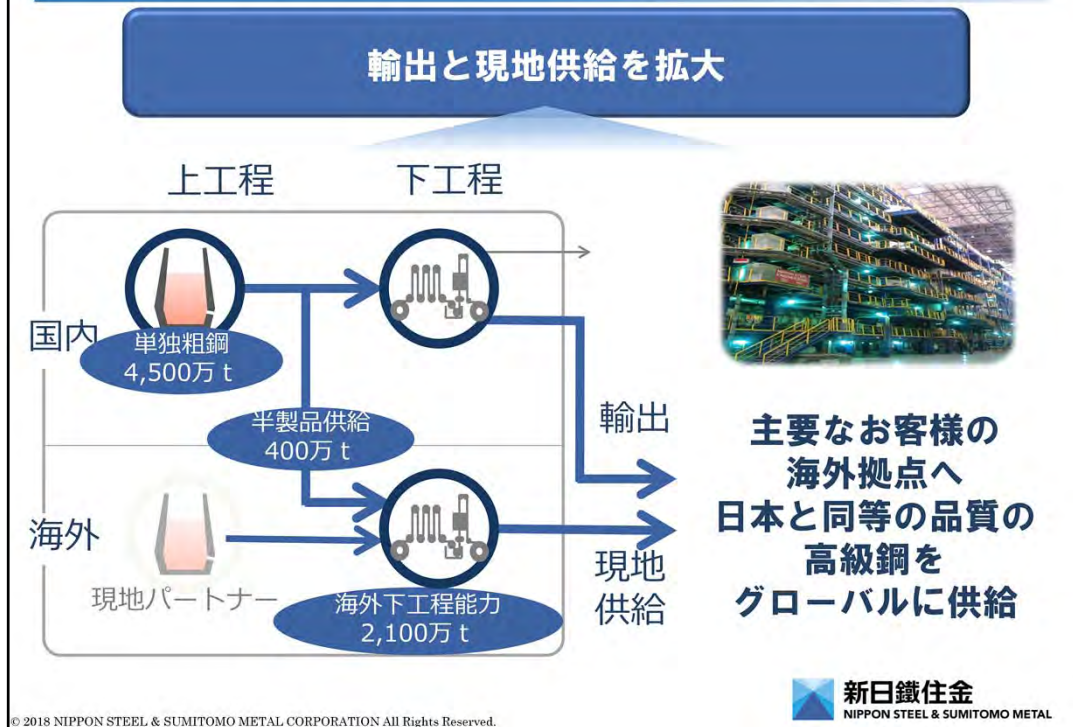 輸出と現地供給を拡大
上工程
下工程
国内
単独粗鋼
4,500万 t
半製品供給
400万 t
輸出
海外
現地パートナー
海外下工程能力
2,100万 t
現地
供給
主要なお客様の
海外拠点へ
日本と同等の品質の
高級鋼を
グローバルに供給
新日鐵住金
NIPPON STEEL & SUMITOMO METAL
© 2018 NIPPON STEEL & SUMITOMO METAL CORPORATION All Rights Reserved.